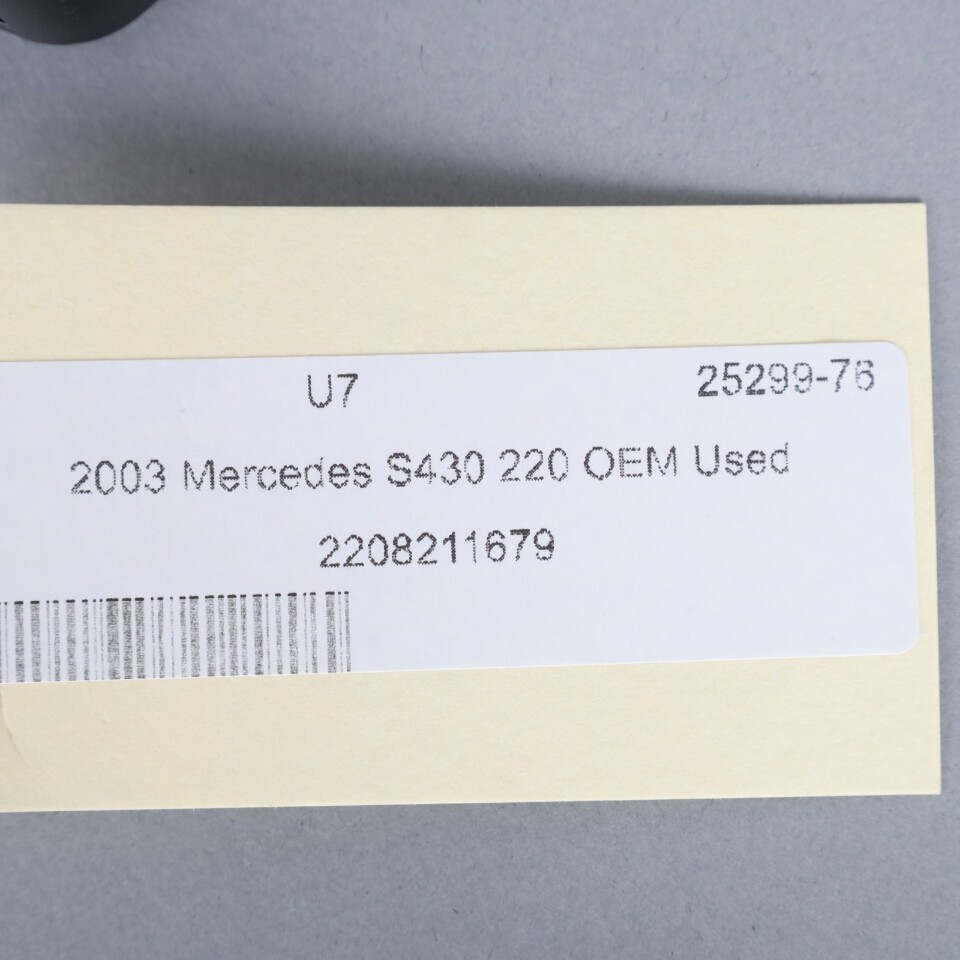 U7 25299-76
2003 Mercedes S430 220 OEM Used
2208211679